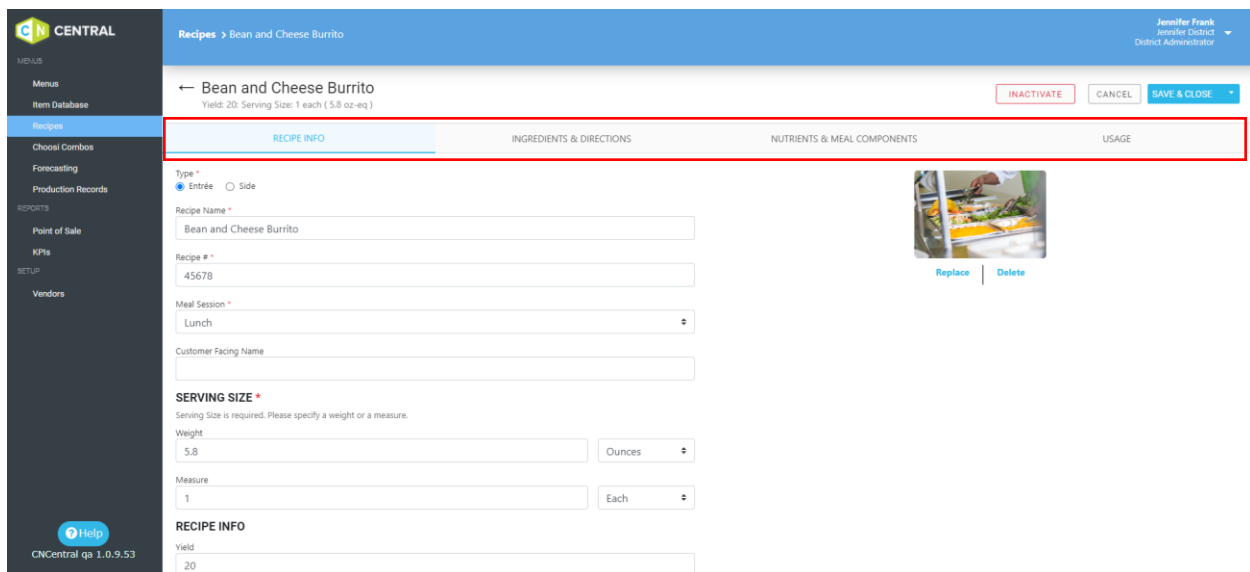 CN CENTRAL
MENUS
Menus
Item Database
Recipes
Choosi Combos
Forecasting
Production Records
REPORTS
Point of Sale
KPIs
SETUP
Vendors
Help
CNCentral qa 1.0.9.53
Recipes > Bean and Cheese Burrito
Jennifer Frank
Jennifer District
District Administrator
← Bean and Cheese Burrito
Yield: 20: Serving Size: 1 each ( 5.8 oz-eq )
INACTIVATE CANCEL SAVE & CLOSE
RECIPE INFO INGREDIENTS & DIRECTIONS NUTRIENTS & MEAL COMPONENTS USAGE
Type *
Entrée Side
Recipe Name *
Bean and Cheese Burrito
Recipe # *
45678
Meal Session *
Lunch
Customer Facing Name
Replace Delete
SERVING SIZE *
Serving Size is required. Please specify a weight or a measure.
Weight
5.8 Ounces
Measure
1 Each
RECIPE INFO
Yield
20